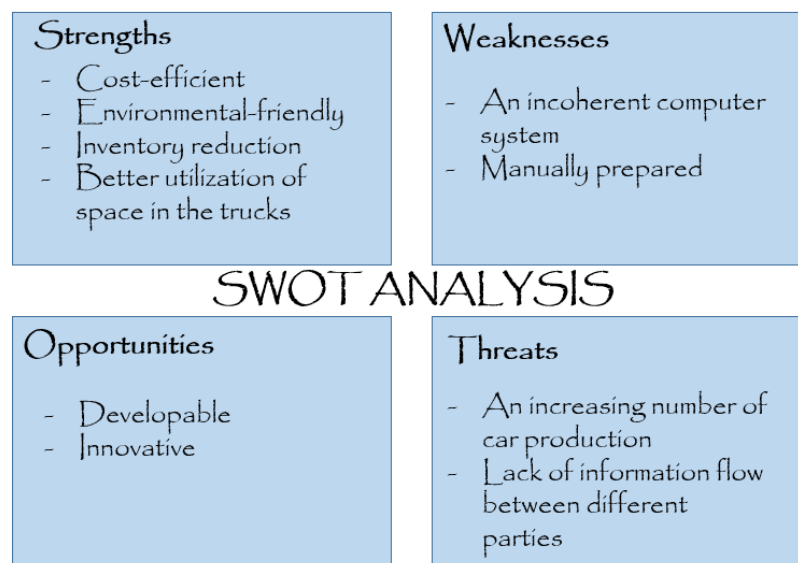 Strengths
- Cost-efficient
- Environmental-friendly
- Inventory reduction
- Better utilization of
space in the trucks
Weaknesses
- An incoherent computer
system
- Manually prepared
SWOT ANALYSIS
Opportunities
- Developable
- Innovative
Threats
- An increasing number of
car production
- Lack of information flow
between different
parties